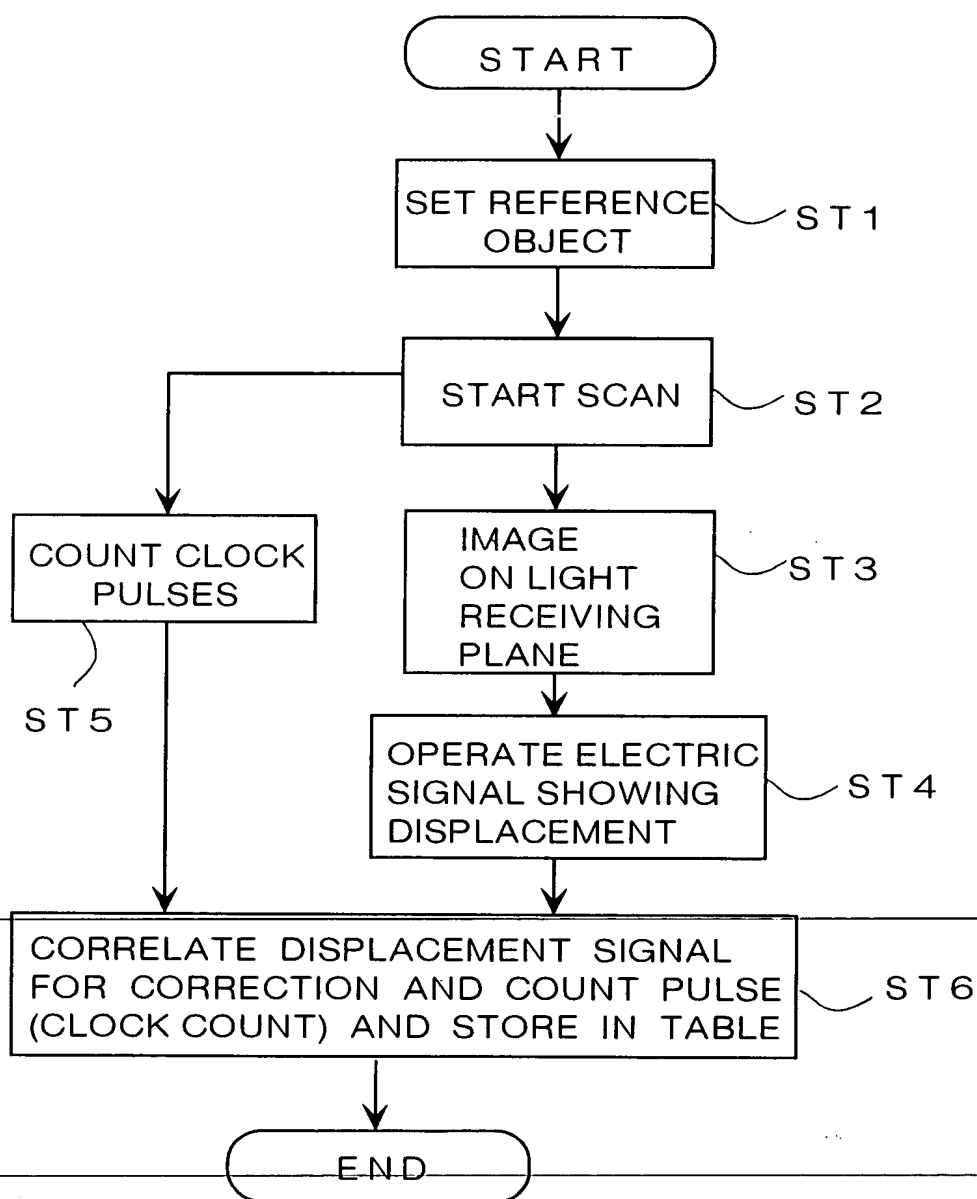 START
SET REFERENCE
OBJECT
ST1
START SCAN
ST2
COUNT CLOCK
PULSES
ST5
IMAGE
ON LIGHT
RECEIVING
PLANE
ST3
OPERATE ELECTRIC
SIGNAL SHOWING
DISPLACEMENT
ST4
CORRELATE DISPLACEMENT SIGNAL
FOR CORRECTION AND COUNT PULSE
(CLOCK COUNT) AND STORE IN TABLE
ST6
END